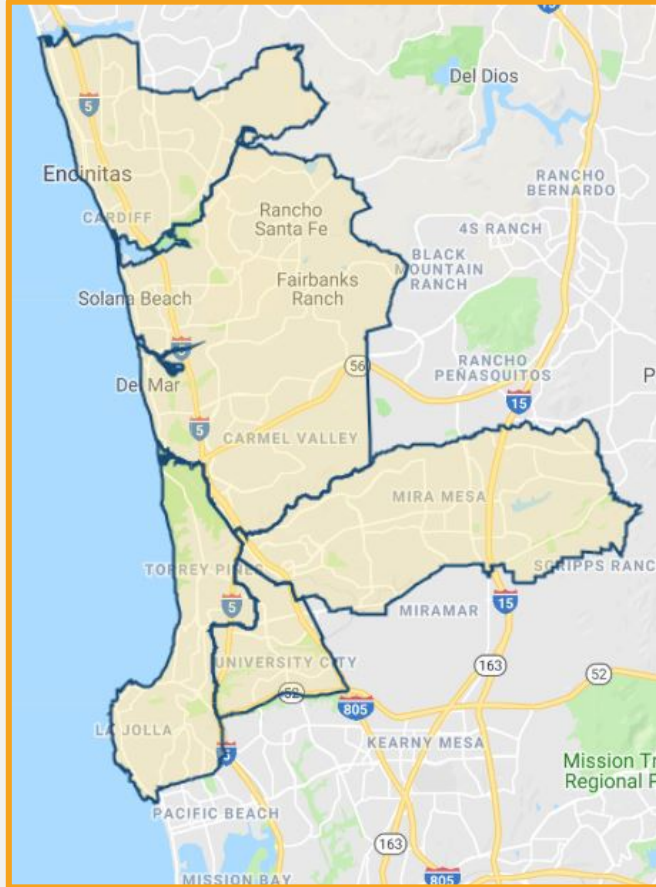 15
Del Dios
5
Encinitas
RANCHO
BERNARDO
CARDIFF
Rancho
Santa Fe
4S RANCH
BLACK
MOUNTAIN
RANCH
Fairbanks
Ranch
Solana Beach
5
56
RANCHO
PEÑASQUITOS
P
Del Mar
15
5
CARMEL VALLEY
MIRA MESA
TORREY PINES
SCRIPPS RANC
5
MIRAMAR
15
UNIVERSITY CITY
163
52
52
805
LA JOLLA
5
KEARNY MESA
Mission Tr
Regional P
PACIFIC BEACH
163
MISSION BAY
805